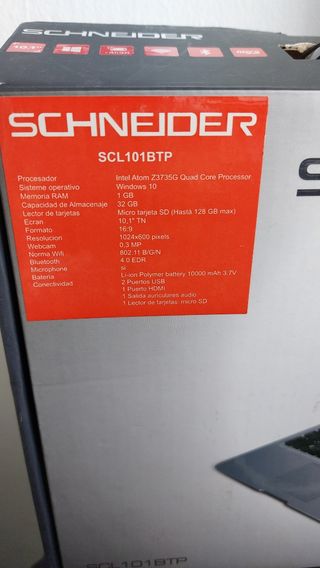 10.1"
SCHNEIDER
SCHNEIDER
SCL101BTP
Procesador Intel Atom Z3735G Quad Core Processor
Sisteme operativo Windows 10
Memoria RAM 1 GB
Capacidad de Almacenaje 32 GB
Lector de tarjetas Micro tarjeta SD (Hasta 128 GB max)
Ecran 10,1" TN
Formato 16:9
Resolucion 1024x600 pixels
Webcam 0.3 MP
Norma Wifi 802.11 B/G/N
Bluetooth 4.0 EDR
Microphone si
Bateria Li-ion Polymer battery 10000 mAh 3,7V
Conectividad 2 Puertos USB
1 Puerto HDMI
1 Salida auriculares audio
1 Lector de tarjetas: micro SD
SCL101BTP